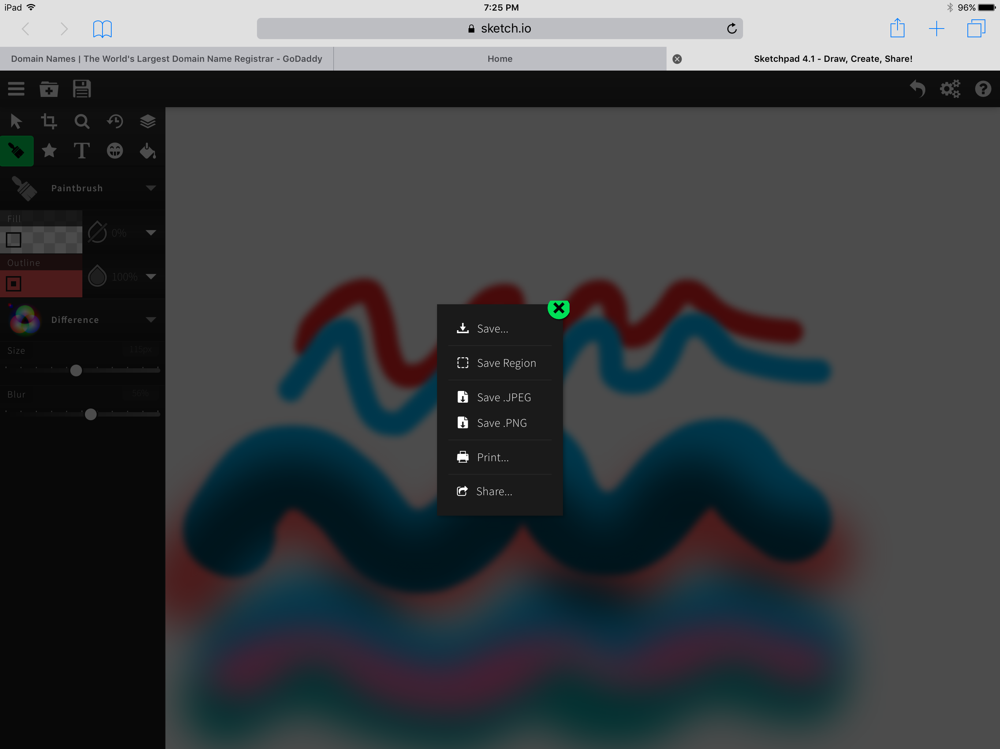 iPad 7:25 PM 96%
sketch.io
Domain Names | The World's Largest Domain Name Registrar - GoDaddy
Home
Sketchpad 4.1 - Draw, Create, Share!
Paintbrush
Fill
0%
Outline
100%
Difference
Size 115px
Blur 56%
Save...
Save Region
Save .JPEG
Save .PNG
Print...
Share...